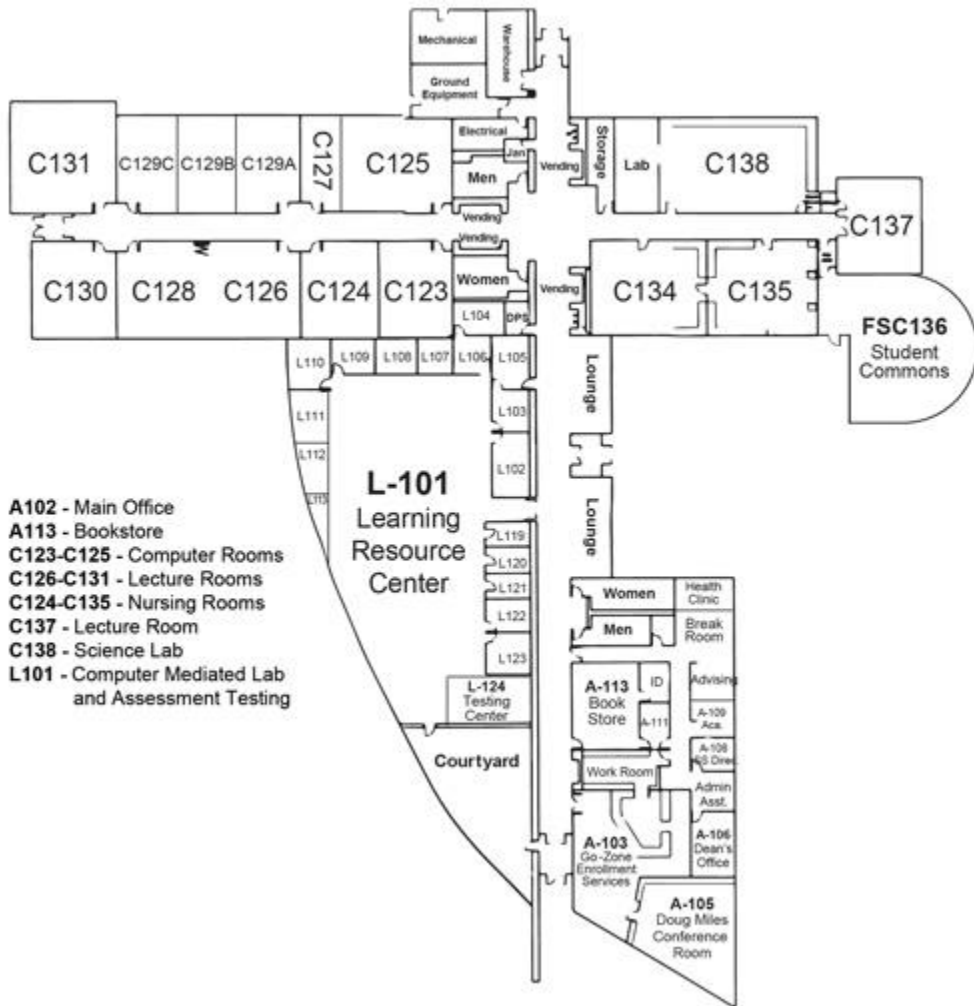 Mechanical
Warehouse
Ground
Equipment
Electrical
Jan
Men
Vending
Storage
Lab
C138
C131
C129C
C129B
C129A
C127
C125
C137
Vending
Vending
C130
C128
C126
C124
C123
Women
L104
DPS
Vending
C134
C135
FSC136
Student
Commons
L110
L109
L108
L107
L106
L105
L103
L102
L111
L112
L113
Lounge
Lounge
L-101
Learning
Resource
Center
L119
L120
L121
L122
L123
L-124
Testing
Center
Courtyard
A102 - Main Office
A113 - Bookstore
C123-C125 - Computer Rooms
C126-C131 - Lecture Rooms
C124-C135 - Nursing Rooms
C137 - Lecture Room
C138 - Science Lab
L101 - Computer Mediated Lab
and Assessment Testing
Women
Men
Health
Clinic
Break
Room
A-113
Book
Store
ID
A-111
Advising
A-109
Aca.
A-108
SS Direc
Work Room
Admin
Asst.
A-103
Go-Zone
Enrollment
Services
A-106
Dean's
Office
A-105
Doug Miles
Conference
Room